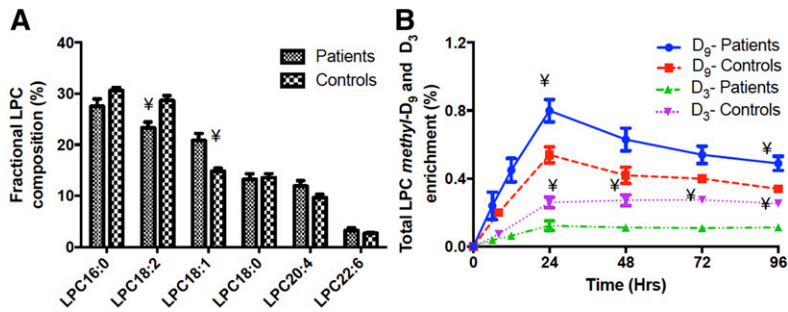 A
Fractional LPC
composition (%)
40
30
20
10
0
¥
¥
Patients
Controls
LPC16:0
LPC18:2
LPC18:1
LPC18:0
LPC20:4
LPC22:6
B
Total LPC methyl-D9 and D3
enrichment (%)
1.2
0.8
0.4
0.0
D9- Patients
D9- Controls
D3- Patients
D3- Controls
¥
¥
¥
¥
¥
¥
0
24
48
72
96
Time (Hrs)